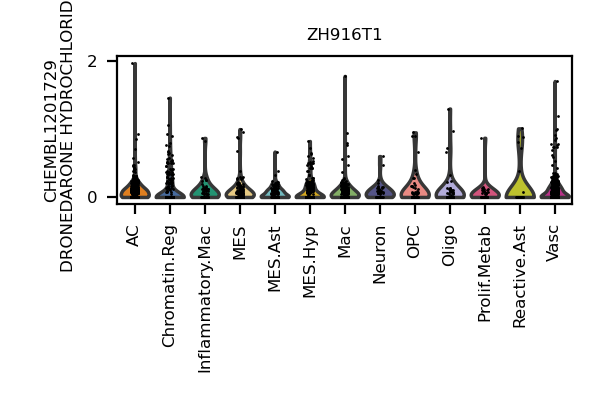 ZH916T1
CHEMBL1201729
DRONEDARONE HYDROCHLORID
2
0
AC
Chromatin.Reg
Inflammatory.Mac
MES
MES.Ast
MES.Hyp
Mac
Neuron
OPC
Oligo
Prolif.Metab
Reactive.Ast
Vasc